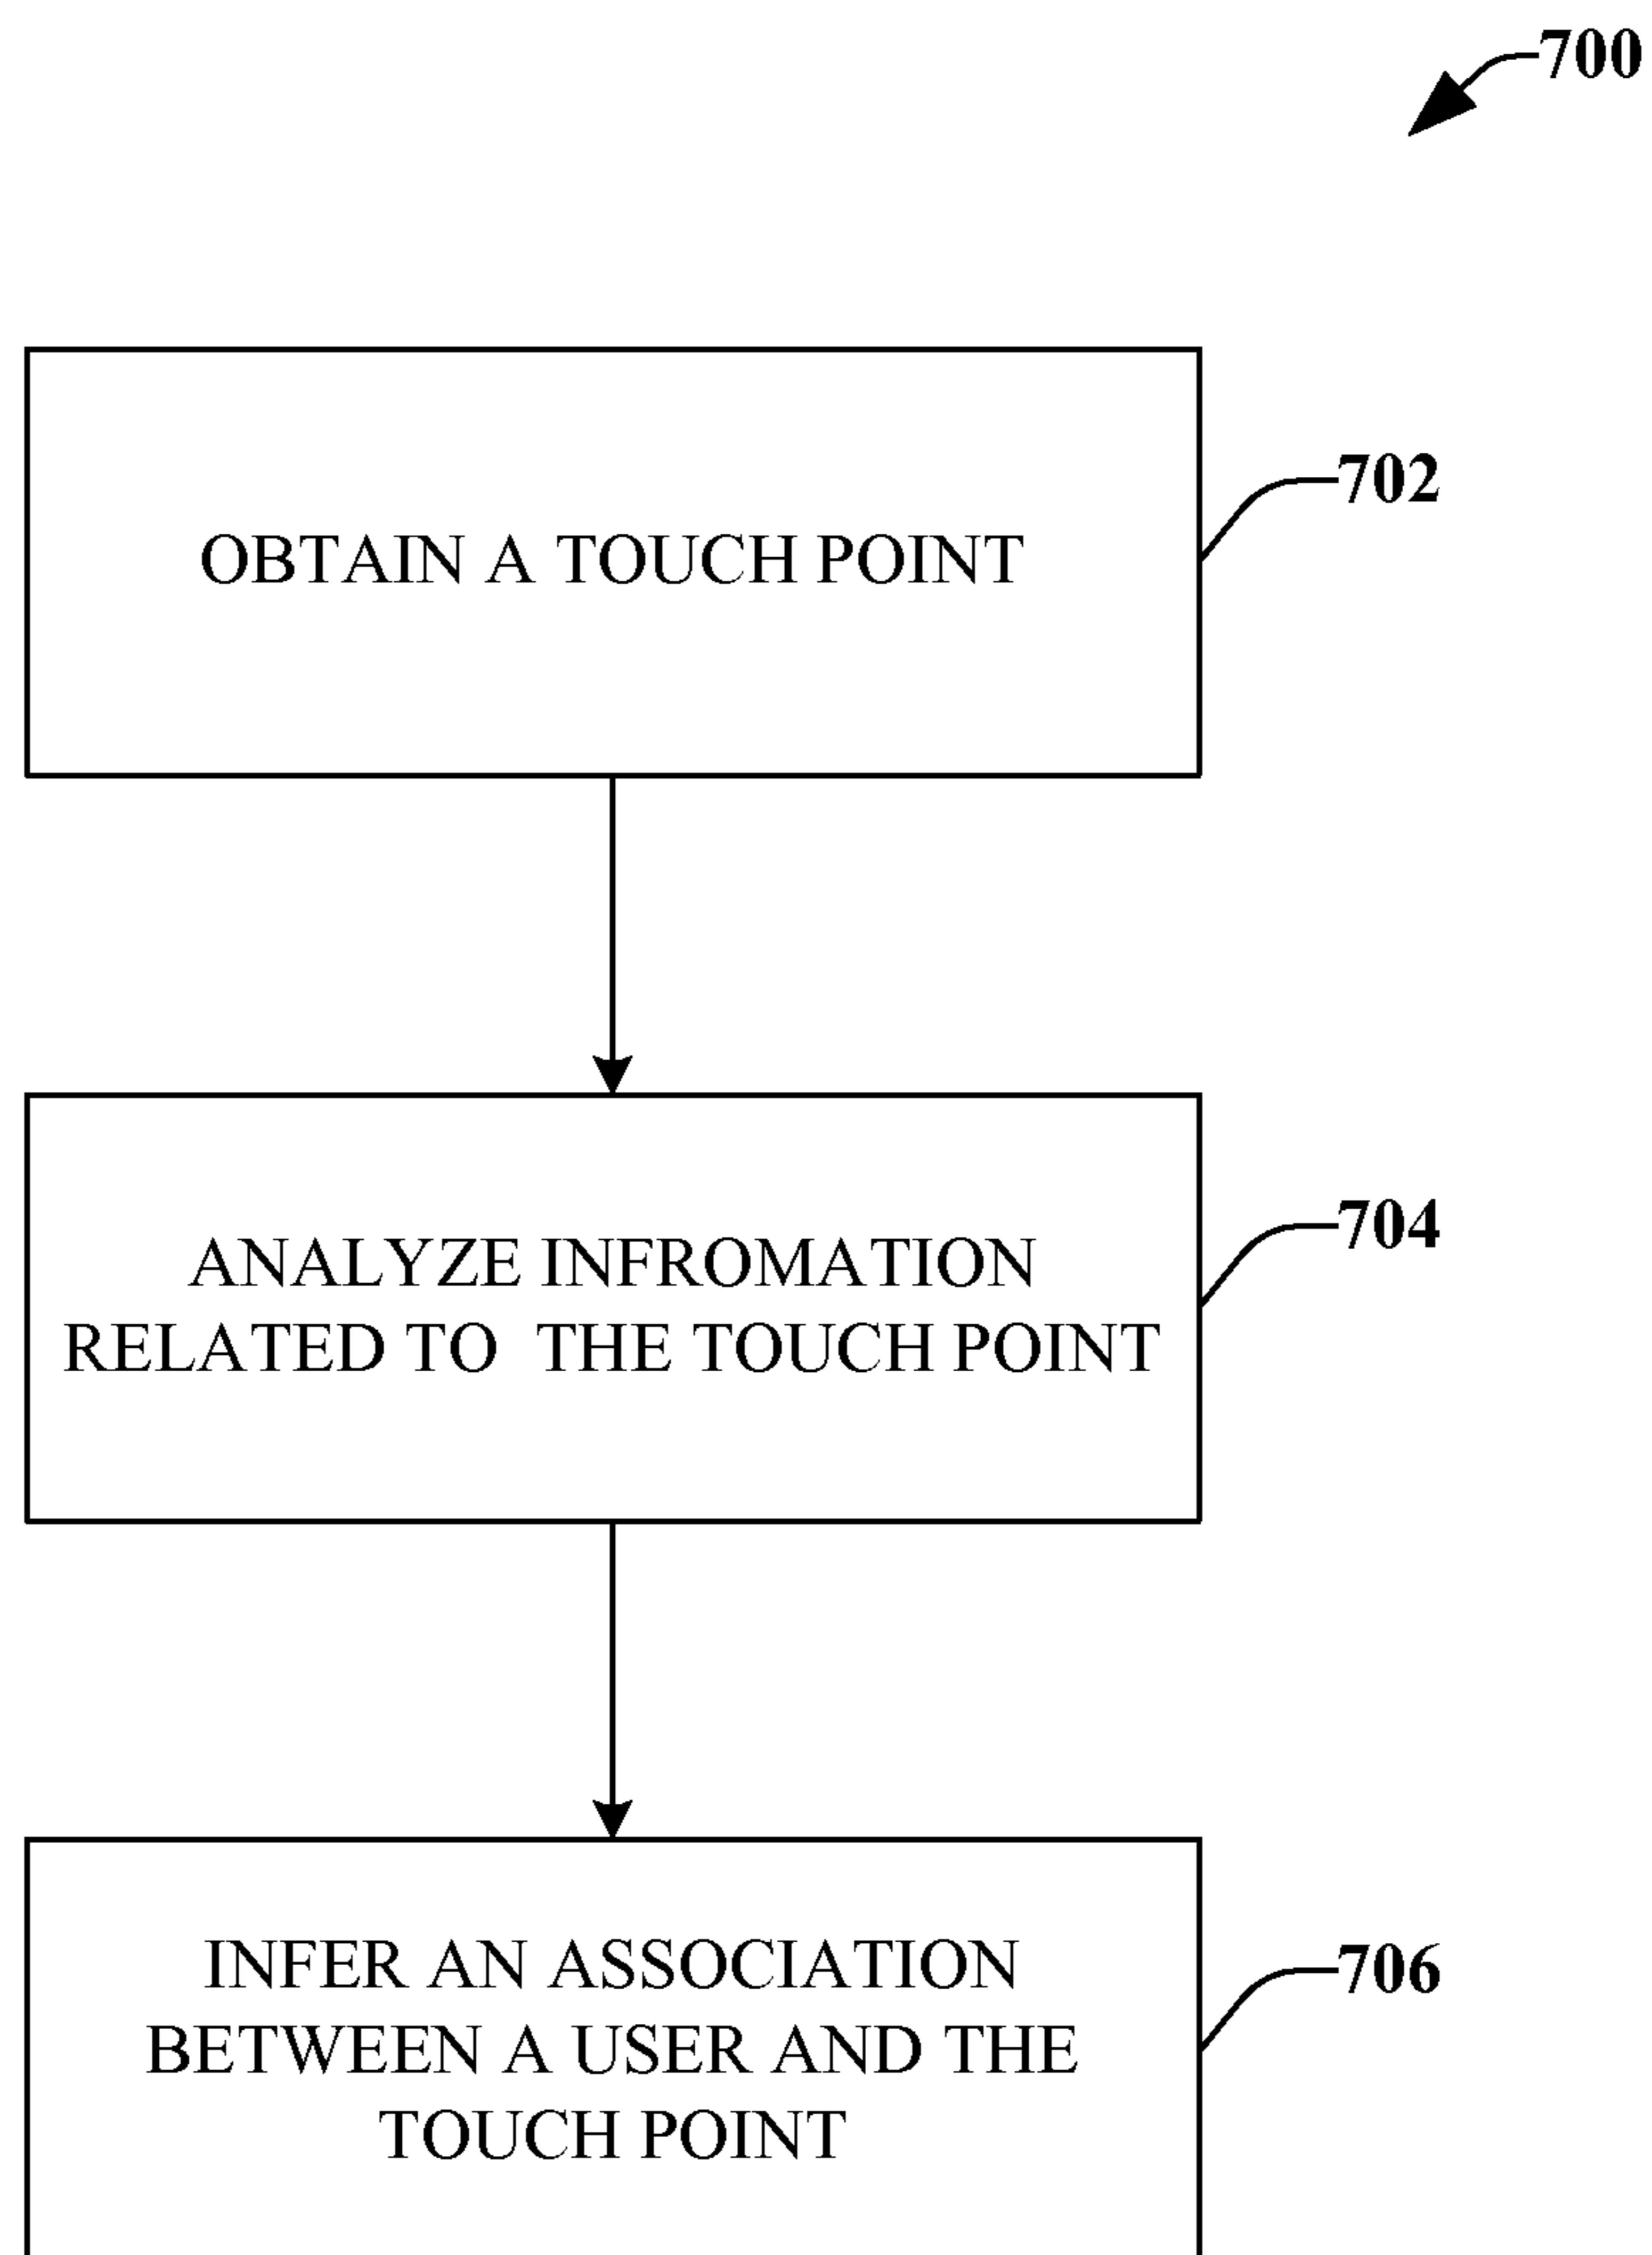 700
OBTAIN A TOUCH POINT
702
ANALYZE INFROMATION
RELATED TO THE TOUCH POINT
704
INFER AN ASSOCIATION
BETWEEN A USER AND THE
TOUCH POINT
706